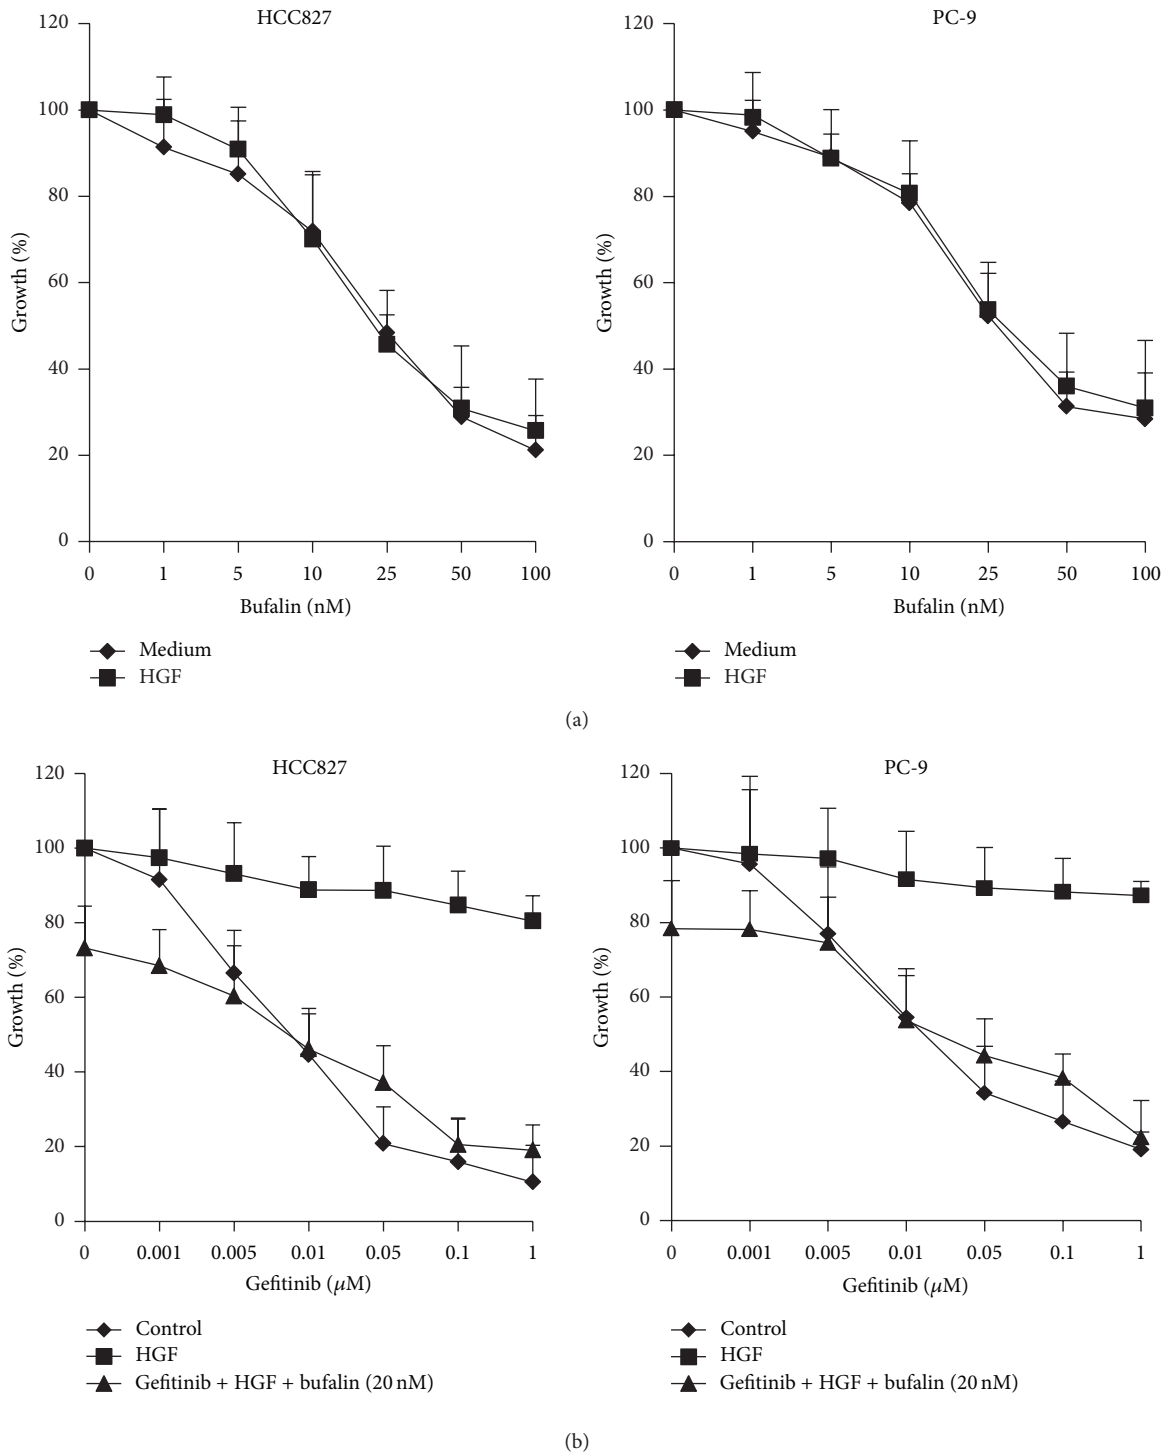 HCC827
120
100
80
60
40
20
0
Growth (%)
0 1 5 10 25 50 100
Bufalin (nM)
Medium
HGF
PC-9
120
100
80
60
40
20
0
Growth (%)
0 1 5 10 25 50 100
Bufalin (nM)
Medium
HGF
(a)
HCC827
120
100
80
60
40
20
0
Growth (%)
0 0.001 0.005 0.01 0.05 0.1 1
Gefitinib (μM)
Control
HGF
Gefitinib + HGF + bufalin (20 nM)
PC-9
120
100
80
60
40
20
0
Growth (%)
0 0.001 0.005 0.01 0.05 0.1 1
Gefitinib (μM)
Control
HGF
Gefitinib + HGF + bufalin (20 nM)
(b)